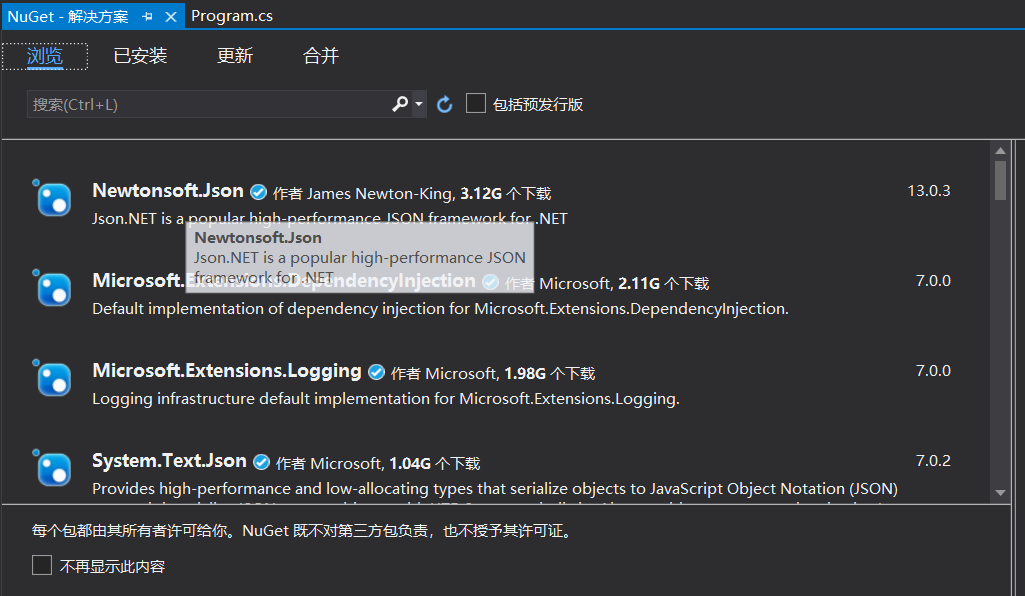 NuGet - 解决方案 Program.cs
浏览 已安装 更新 合并
搜索(Ctrl+L) 包括预发行版
Newtonsoft.Json 作者 James Newton-King, 3.12G 个下载 13.0.3
Json.NET is a popular high-performance JSON framework for .NET
Newtonsoft.Json
Json.NET is a popular high-performance JSON
framework for .NET
Microsoft.Extensions.DependencyInjection 作者 Microsoft, 2.11G 个下载 7.0.0
Default implementation of dependency injection for Microsoft.Extensions.DependencyInjection.
Microsoft.Extensions.Logging 作者 Microsoft, 1.98G 个下载 7.0.0
Logging infrastructure default implementation for Microsoft.Extensions.Logging.
System.Text.Json 作者 Microsoft, 1.04G 个下载 7.0.2
Provides high-performance and low-allocating types that serialize objects to JavaScript Object Notation (JSON)
每个包都由其所有者许可给你。NuGet 既不对第三方包负责，也不授予其许可证。
不再显示此内容